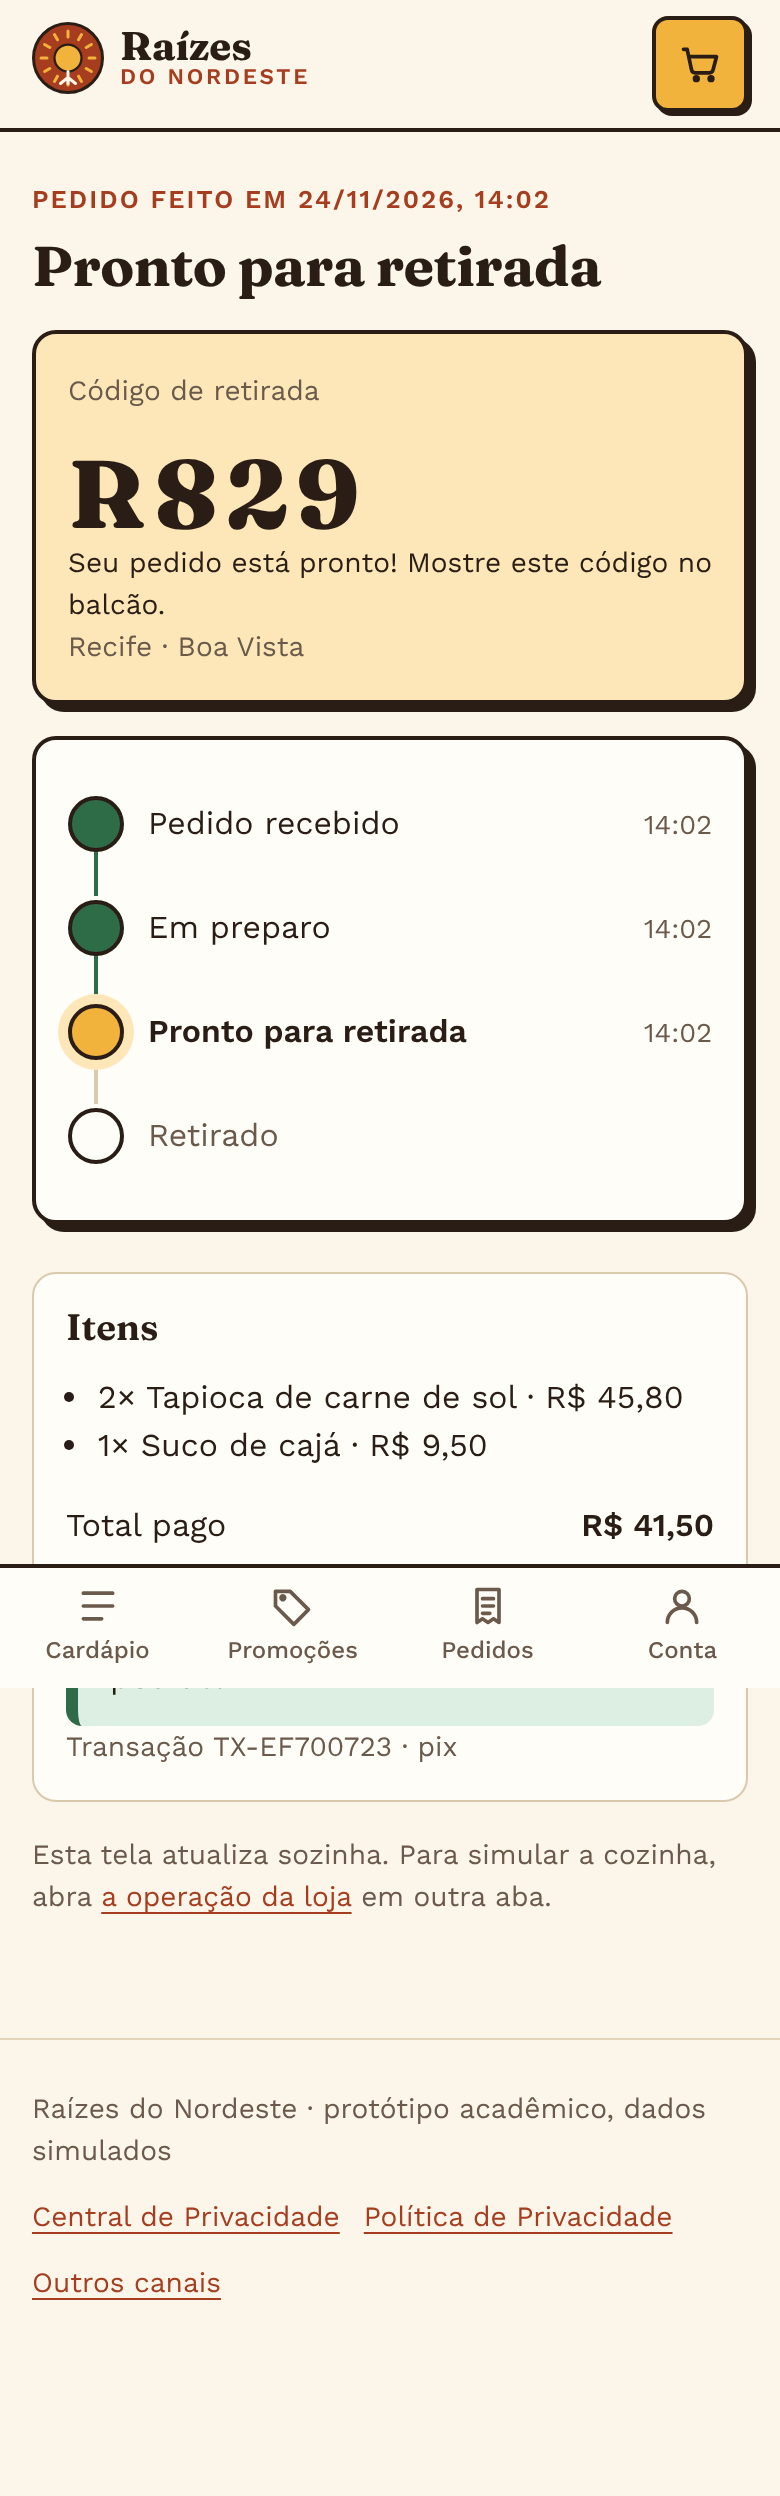 Raízes
DO NORDESTE
PEDIDO FEITO EM 24/11/2026, 14:02
Pronto para retirada
Código de retirada
R829
Seu pedido está pronto! Mostre este código no
balcão.
Recife · Boa Vista
Pedido recebido 14:02
Em preparo 14:02
Pronto para retirada 14:02
Retirado
Itens
• 2× Tapioca de carne de sol · R$ 45,80
• 1× Suco de cajá · R$ 9,50
Total pago R$ 41,50
Cardápio Promoções Pedidos Conta
Transação TX-EF700723 · pix
Esta tela atualiza sozinha. Para simular a cozinha,
abra a operação da loja em outra aba.
Raízes do Nordeste · protótipo acadêmico, dados
simulados
Central de Privacidade Política de Privacidade
Outros canais